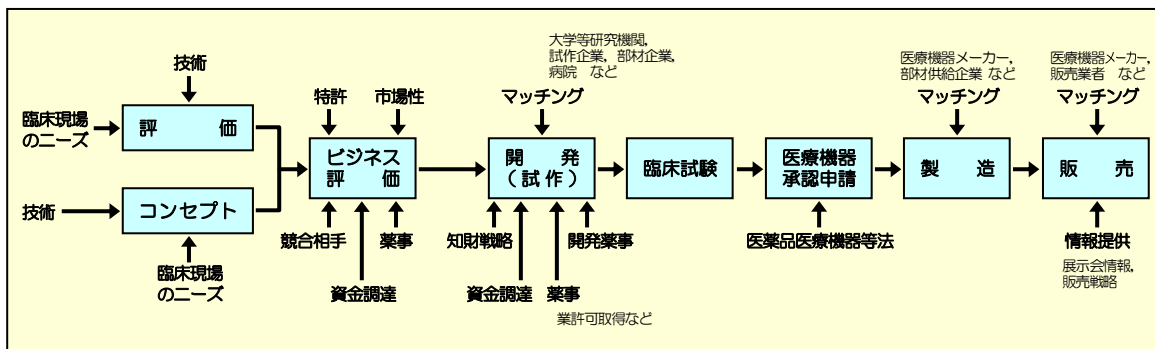 大学等研究機関,
試作企業, 部材企業,
病院 など
マッチング
医療機器メーカー,
部材供給企業 など
マッチング
医療機器メーカー,
販売業者 など
マッチング
技術
特許
市場性
臨床現場
のニーズ
評 価
ビジネス
評 価
開 発
（試 作）
臨床試験
医療機器
承認申請
製 造
販 売
技術
コンセプト
臨床現場
のニーズ
競合相手
薬事
資金調達
知財戦略
開発薬事
資金調達
薬事
業許可取得など
医薬品医療機器等法
情報提供
展示会情報,
販売戦略